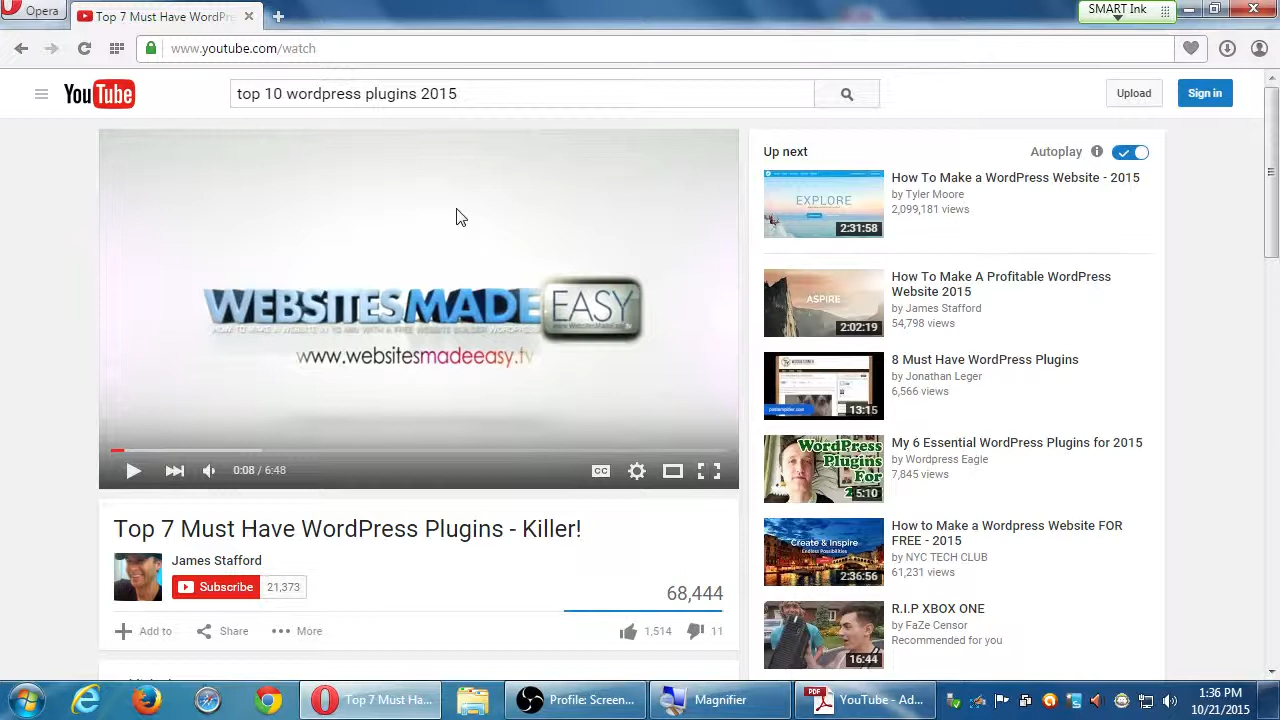 Opera
Top 7 Must Have WordPre
SMART Ink
www.youtube.com/watch
YouTube
top 10 wordpress plugins 2015
Upload
Sign in
WEBSITESMADE EASY
www.websitesmadeeasy.tv
0:08 / 6:48
CC
Top 7 Must Have WordPress Plugins - Killer!
James Stafford
Subscribe
21,373
68,444
Add to
Share
More
1,514
11
Up next
Autoplay
EXPLORE
2:31:58
How To Make a WordPress Website - 2015
by Tyler Moore
2,099,181 views
ASPIRE
2:02:19
How To Make A Profitable WordPress
Website 2015
by James Stafford
54,798 views
13:15
8 Must Have WordPress Plugins
by Jonathan Leger
6,566 views
WordPress
Plugins
For
5:10
My 6 Essential WordPress Plugins for 2015
by Wordpress Eagle
7,845 views
Create & Inspire
Endless Possibilities
2:36:56
How to Make a Wordpress Website FOR
FREE - 2015
by NYC TECH CLUB
61,231 views
16:44
R.I.P XBOX ONE
by FaZe Censor
Recommended for you
Top 7 Must Ha...
Profile: Screen...
Magnifier
PDF
YouTube - Ad...
1:36 PM
10/21/2015